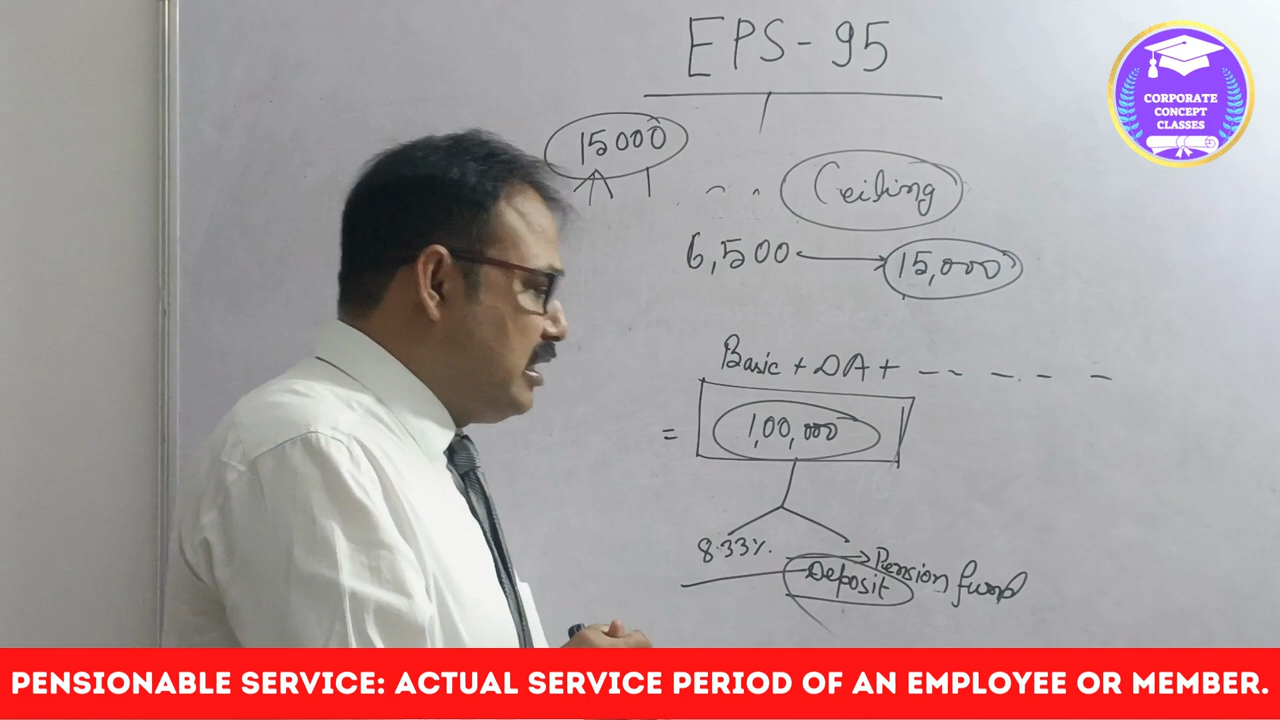 EPS-95
15000
Ceiling
6,500 → 15,000
Basic + DA + -- - - - -
= 1,00,000
8.33%. → Pension fund
Deposit
CORPORATE
CONCEPT
CLASSES
PENSIONABLE SERVICE: ACTUAL SERVICE PERIOD OF AN EMPLOYEE OR MEMBER.